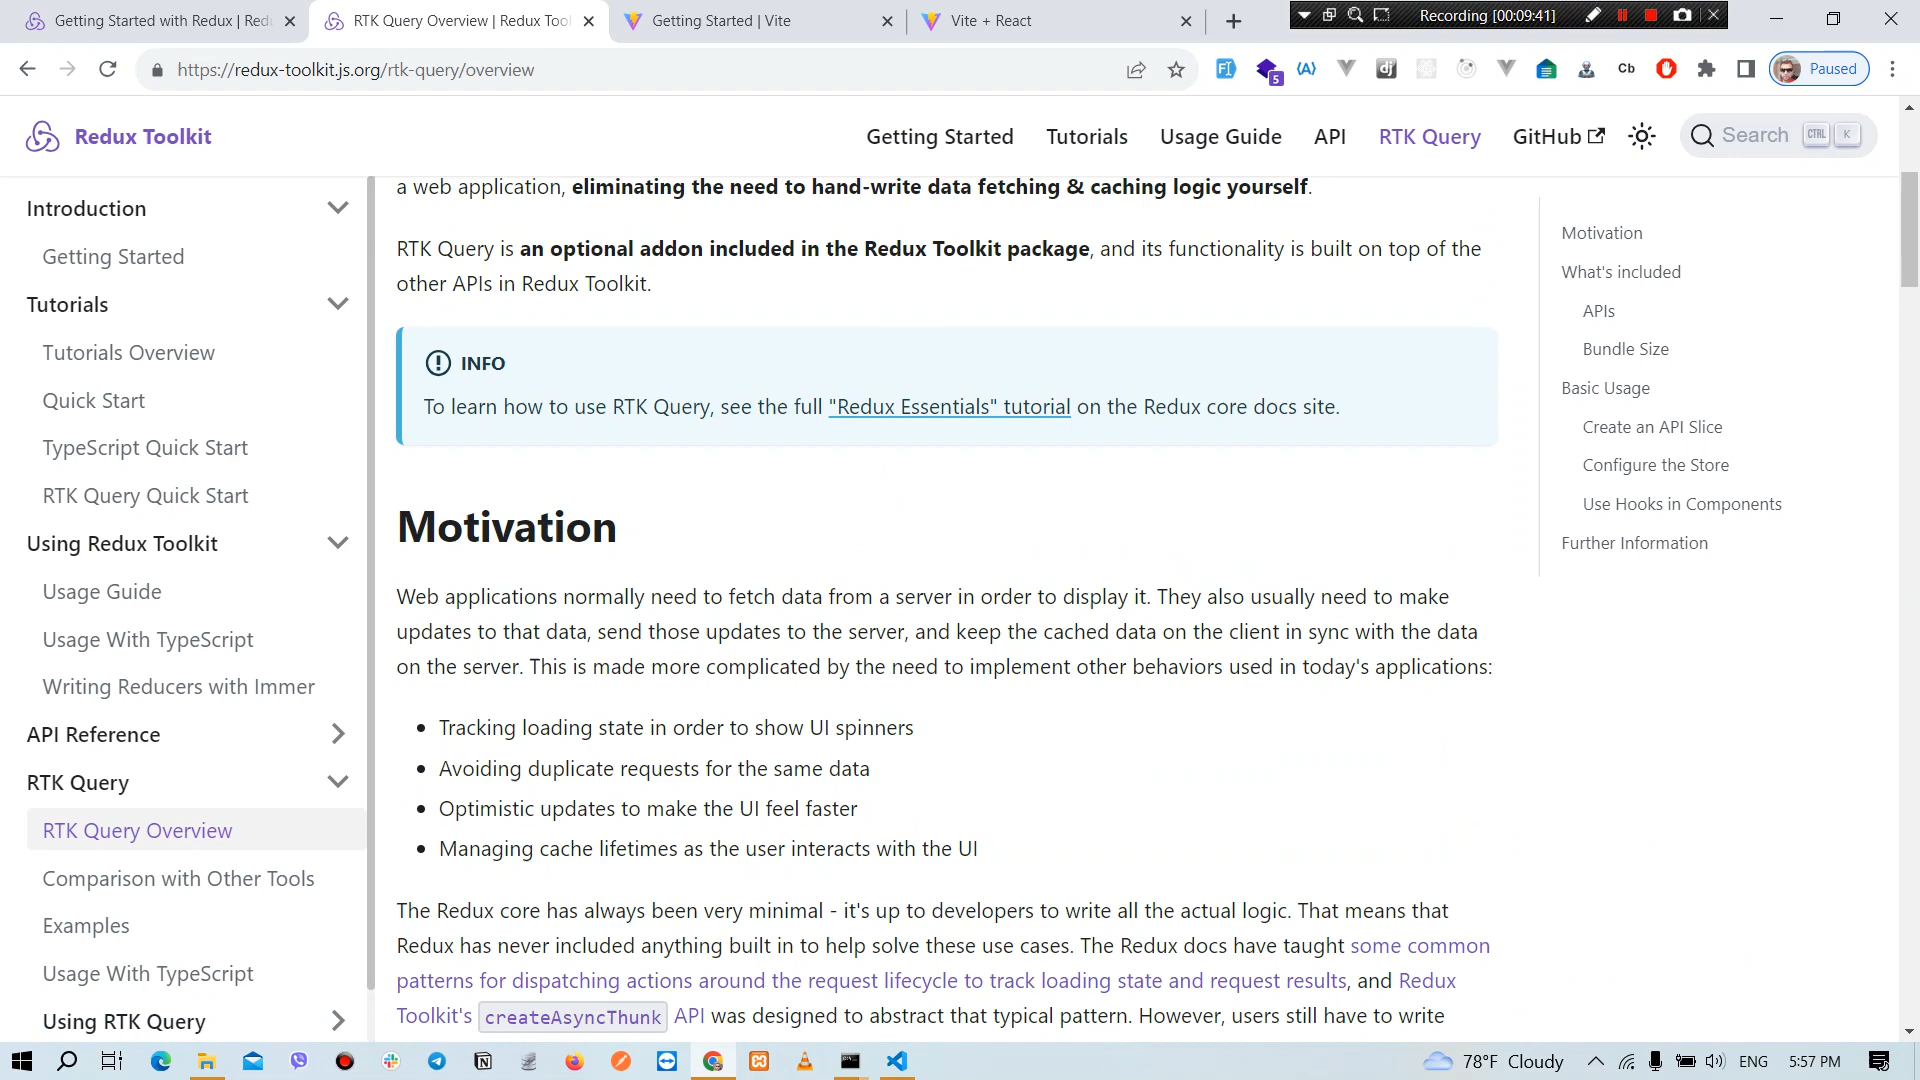 Getting Started with Redux | Redu
RTK Query Overview | Redux Tool
Getting Started | Vite
Vite + React
Recording [00:09:41]
https://redux-toolkit.js.org/rtk-query/overview
5
Cb
Paused
Redux Toolkit
Getting Started
Tutorials
Usage Guide
API
RTK Query
GitHub
Search
CTRL
K
Introduction
Getting Started
Tutorials
Tutorials Overview
Quick Start
TypeScript Quick Start
RTK Query Quick Start
Using Redux Toolkit
Usage Guide
Usage With TypeScript
Writing Reducers with Immer
API Reference
RTK Query
RTK Query Overview
Comparison with Other Tools
Examples
Usage With TypeScript
Using RTK Query
a web application, eliminating the need to hand-write data fetching & caching logic yourself.
RTK Query is an optional addon included in the Redux Toolkit package, and its functionality is built on top of the
other APIs in Redux Toolkit.
INFO
To learn how to use RTK Query, see the full "Redux Essentials" tutorial on the Redux core docs site.
Motivation
Web applications normally need to fetch data from a server in order to display it. They also usually need to make
updates to that data, send those updates to the server, and keep the cached data on the client in sync with the data
on the server. This is made more complicated by the need to implement other behaviors used in today's applications:
• Tracking loading state in order to show UI spinners
• Avoiding duplicate requests for the same data
• Optimistic updates to make the UI feel faster
• Managing cache lifetimes as the user interacts with the UI
The Redux core has always been very minimal - it's up to developers to write all the actual logic. That means that
Redux has never included anything built in to help solve these use cases. The Redux docs have taught some common
patterns for dispatching actions around the request lifecycle to track loading state and request results, and Redux
Toolkit's createAsyncThunk API was designed to abstract that typical pattern. However, users still have to write
Motivation
What's included
APIs
Bundle Size
Basic Usage
Create an API Slice
Configure the Store
Use Hooks in Components
Further Information
78°F Cloudy
ENG
5:57 PM